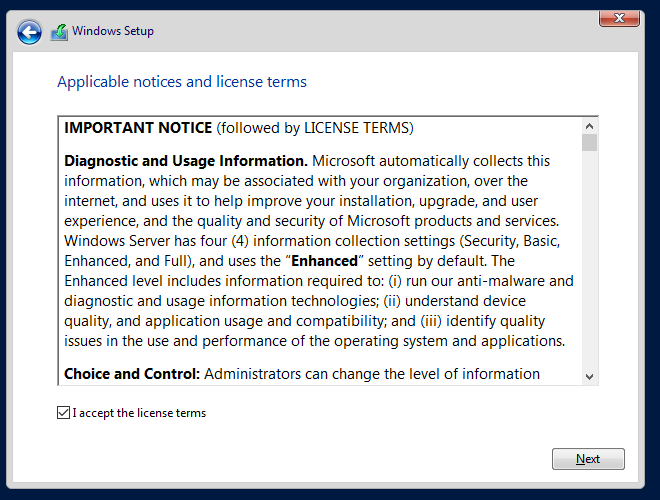 Windows Setup
Applicable notices and license terms
IMPORTANT NOTICE (followed by LICENSE TERMS)
Diagnostic and Usage Information. Microsoft automatically collects this
information, which may be associated with your organization, over the
internet, and uses it to help improve your installation, upgrade, and user
experience, and the quality and security of Microsoft products and services.
Windows Server has four (4) information collection settings (Security, Basic,
Enhanced, and Full), and uses the “Enhanced” setting by default. The
Enhanced level includes information required to: (i) run our anti-malware and
diagnostic and usage information technologies; (ii) understand device
quality, and application usage and compatibility; and (iii) identify quality
issues in the use and performance of the operating system and applications.
Choice and Control: Administrators can change the level of information
I accept the license terms
Next